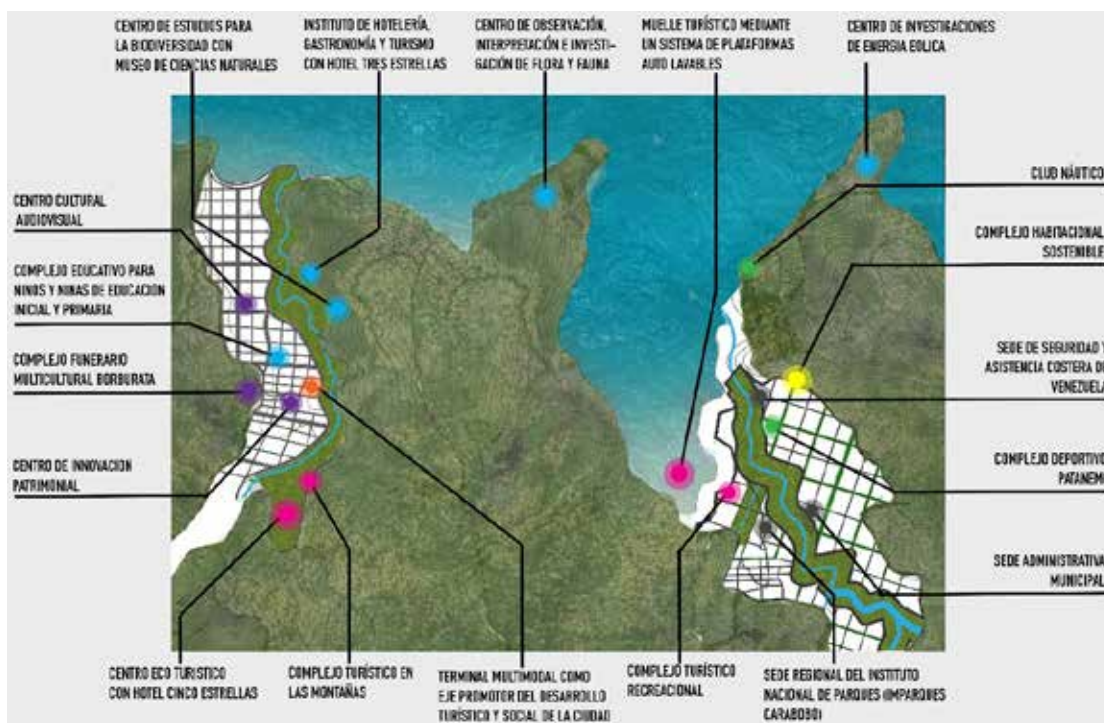 CENTRO DE ESTUDIOS PARA
LA BIODIVERSIDAD CON
MUSEO DE CIENCIAS NATURALES
INSTITUTO DE HOTELERÍA,
GASTRONOMÍA Y TURISMO
CON HOTEL TRES ESTRELLAS
CENTRO DE OBSERVACIÓN,
INTERPRETACIÓN E INVESTI-
GACIÓN DE FLORA Y FAUNA
MUELLE TURÍSTICO MEDIANTE
UN SISTEMA DE PLATAFORMAS
AUTO LAVABLES
CENTRO DE INVESTIGACIONES
DE ENERGIA EOLICA
CENTRO CULTURAL
AUDIOVISUAL
COMPLEJO EDUCATIVO PARA
NINOS Y NINAS DE EDUCACIÓN
INICIAL Y PRIMARIA
COMPLEJO FUNERARIO
MULTICULTURAL BORBURATA
CENTRO DE INNOVACION
PATRIMONIAL
CLUB NÁUTICO
COMPLEJO HABITACIONAL
SOSTENIBLE
SEDE DE SEGURIDAD Y
ASISTENCIA COSTERA DE
VENEZUELA
COMPLEJO DEPORTIVO
PATANEMO
SEDE ADMINISTRATIVA
MUNICIPAL
CENTRO ECO TURISTICO
CON HOTEL CINCO ESTRELLAS
COMPLEJO TURÍSTICO EN
LAS MONTAÑAS
TERMINAL MULTIMODAL COMO
EJE PROMOTOR DEL DESARROLLO
TURÍSTICO Y SOCIAL DE LA CIUDAD
COMPLEJO TURÍSTICO
RECREACIONAL
SEDE REGIONAL DEL INSTITUTO
NACIONAL DE PARQUES (IMPARQUES
CARABOBO)